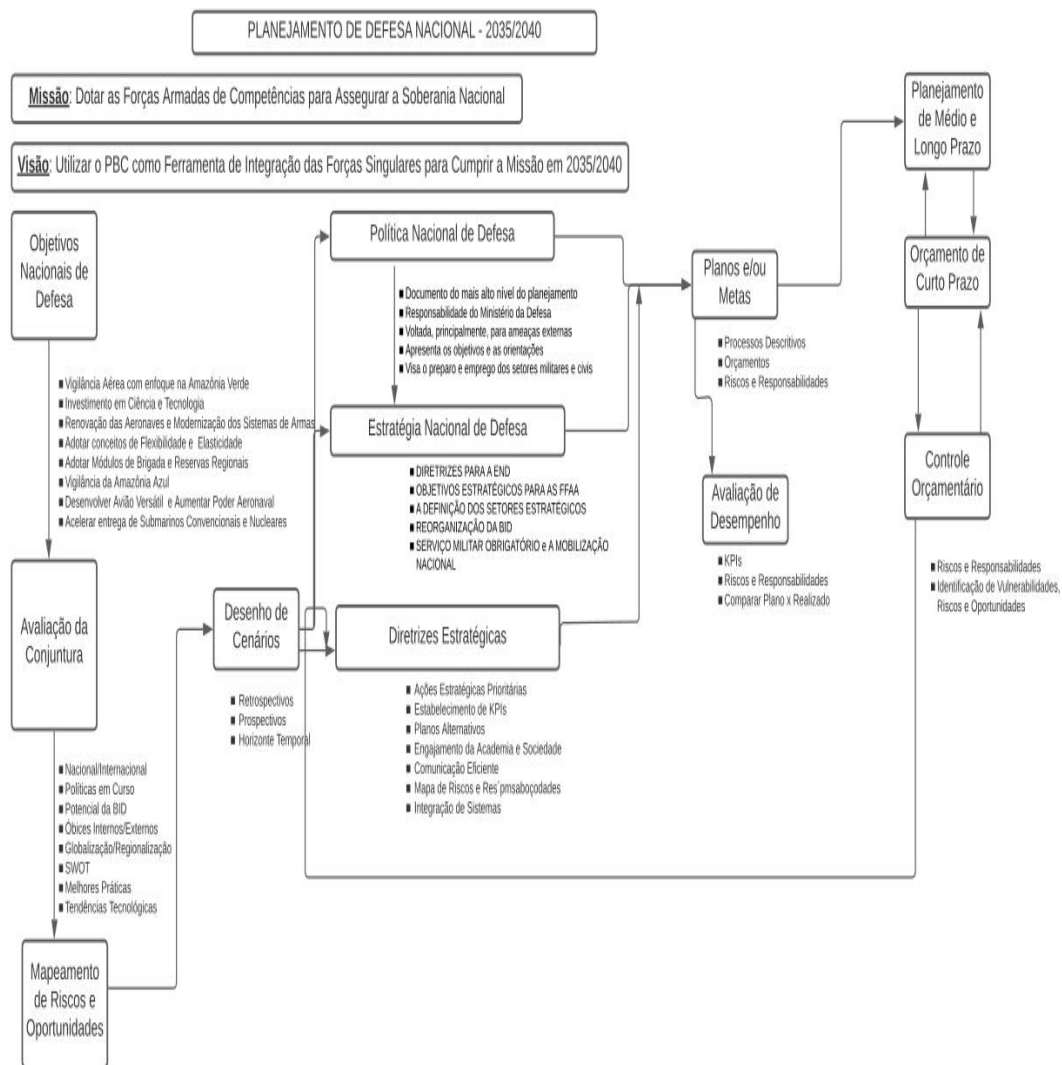 PLANEJAMENTO DE DEFESA NACIONAL - 2035/2040
Missão: Dotar as Forças Armadas de Competências para Assegurar a Soberania Nacional
Visão: Utilizar o PBC como Ferramenta de Integração das Forças Singulares para Cumprir a Missão em 2035/2040
Objetivos
Nacionais de
Defesa
■ Vigilância Aérea com enfoque na Amazônia Verde
■ Investimento em Ciência e Tecnologia
■ Renovação das Aeronaves e Modernização dos Sistemas de Armas
■ Adotar conceitos de Flexibilidade e Elasticidade
■ Adotar Módulos de Brigada e Reservas Regionais
■ Vigilância da Amazônia Azul
■ Desenvolver Avião Versátil e Aumentar Poder Aeronaval
■ Acelerar entrega de Submarinos Convencionais e Nucleares
Avaliação da
Conjuntura
■ Nacional/Internacional
■ Políticas em Curso
■ Potencial da BID
■ Óbices Internos/Externos
■ Globalização/Regionalização
■ SWOT
■ Melhores Práticas
■ Tendências Tecnológicas
Mapeamento
de Riscos e
Oportunidades
Desenho de
Cenários
■ Retrospectivos
■ Prospectivos
■ Horizonte Temporal
Política Nacional de Defesa
■ Documento do mais alto nível do planejamento
■ Responsabilidade do Ministério da Defesa
■ Voltada, principalmente, para ameaças externas
■ Apresenta os objetivos e as orientações
■ Visa o preparo e emprego dos setores militares e civis
Estratégia Nacional de Defesa
■ DIRETRIZES PARA A END
■ OBJETIVOS ESTRATÉGICOS PARA AS FFAA
■ A DEFINIÇÃO DOS SETORES ESTRATÉGICOS
■ REORGANIZAÇÃO DA BID
■ SERVIÇO MILITAR OBRIGATÓRIO e A MOBILIZAÇÃO
NACIONAL
Diretrizes Estratégicas
■ Ações Estratégicas Prioritárias
■ Estabelecimento de KPIs
■ Planos Alternativos
■ Engajamento da Academia e Sociedade
■ Comunicação Eficiente
■ Mapa de Riscos e Res´pmsaboçodades
■ Integração de Sistemas
Planos e/ou
Metas
■ Processos Descritivos
■ Orçamentos
■ Riscos e Responsabilidades
Avaliação de
Desempenho
■ KPIs
■ Riscos e Responsabilidades
■ Comparar Plano x Realizado
Planejamento
de Médio e
Longo Prazo
Orçamento de
Curto Prazo
Controle
Orçamentário
■ Riscos e Responsabilidades
■ Identificação de Vulnerabilidades,
Riscos e Oportunidades